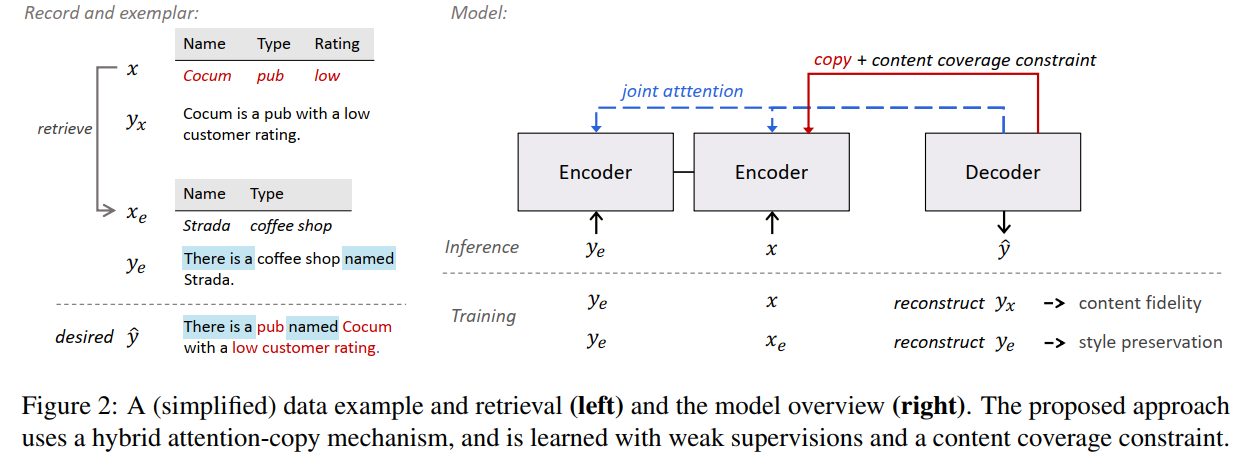 Record and exemplar:
Name Type Rating
x Cocum pub low
y_x Cocum is a pub with a low
customer rating.
retrieve
Name Type
x_e Strada coffee shop
y_e There is a coffee shop named
Strada.
desired ŷ There is a pub named Cocum
with a low customer rating.
Model:
copy + content coverage constraint
joint atttention
Encoder Encoder Decoder
Inference y_e x ŷ
Training y_e x reconstruct y_x -> content fidelity
y_e x_e reconstruct y_e -> style preservation
Figure 2: A (simplified) data example and retrieval (left) and the model overview (right). The proposed approach
uses a hybrid attention-copy mechanism, and is learned with weak supervisions and a content coverage constraint.